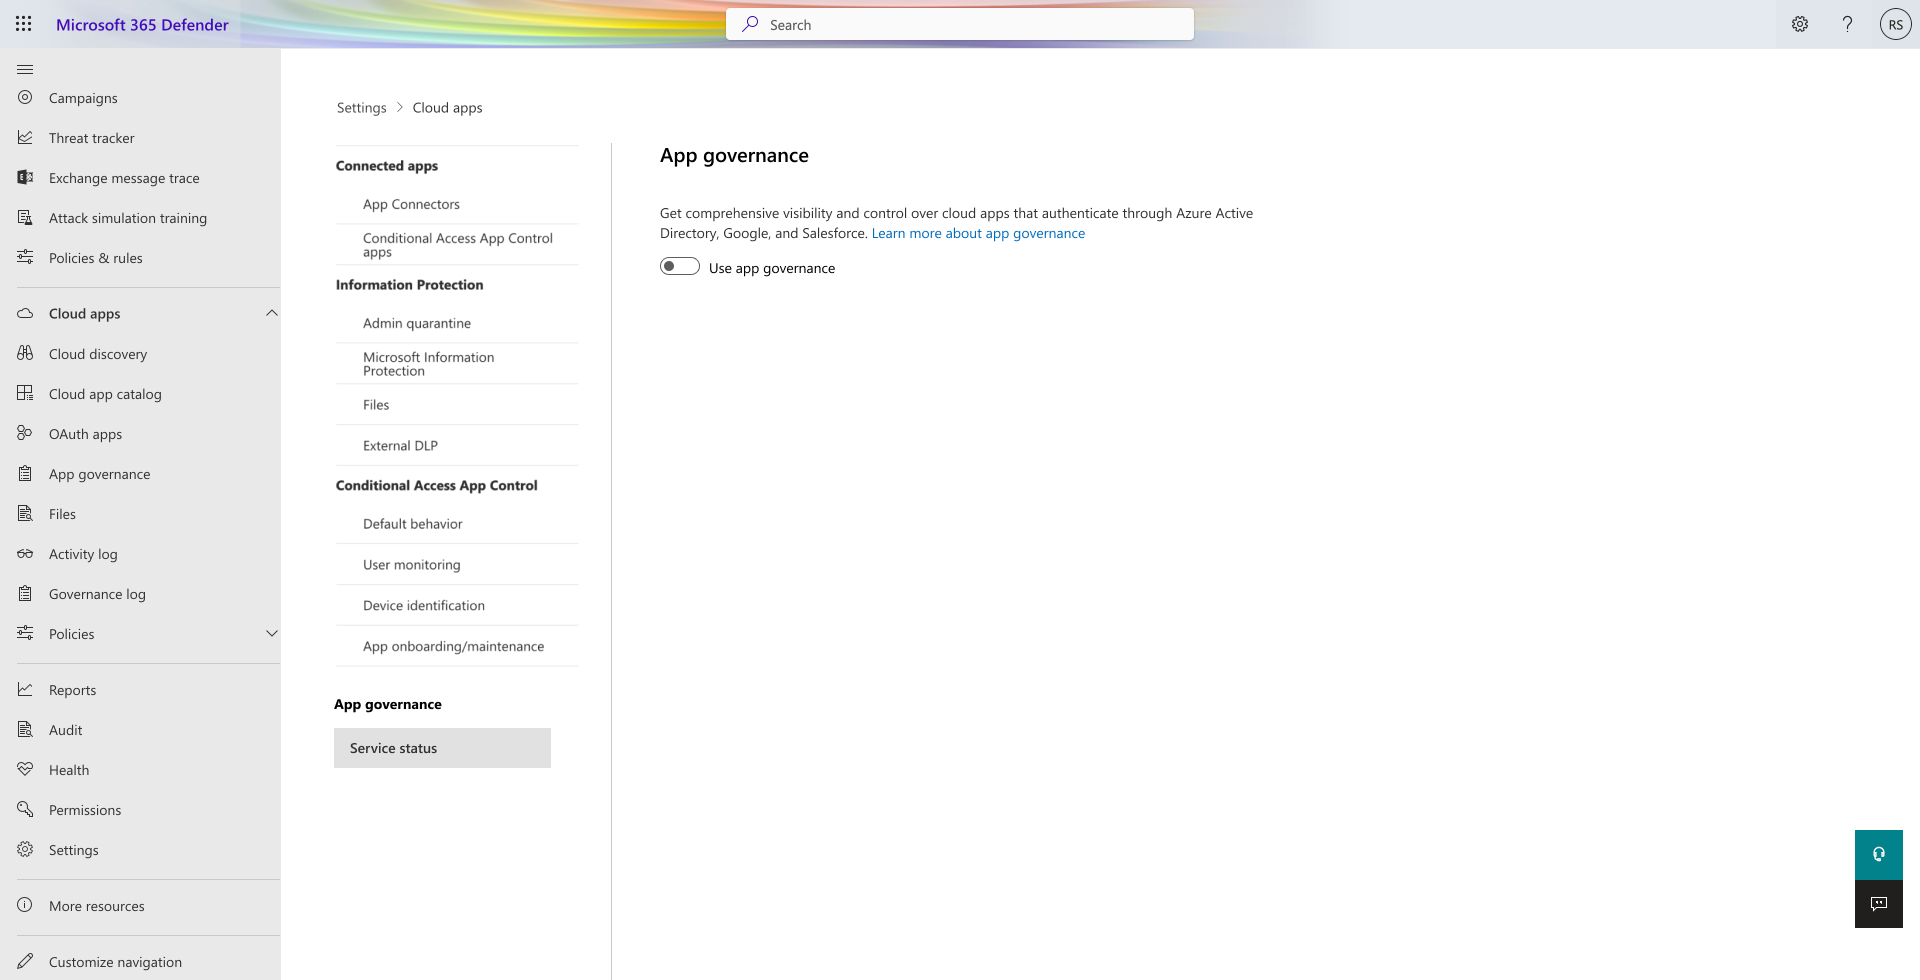 Microsoft 365 Defender
Search
RS
Campaigns
Threat tracker
Exchange message trace
Attack simulation training
Policies & rules
Cloud apps
Cloud discovery
Cloud app catalog
OAuth apps
App governance
Files
Activity log
Governance log
Policies
Reports
Audit
Health
Permissions
Settings
More resources
Customize navigation
Settings > Cloud apps
Connected apps
App Connectors
Conditional Access App Control
apps
Information Protection
Admin quarantine
Microsoft Information
Protection
Files
External DLP
Conditional Access App Control
Default behavior
User monitoring
Device identification
App onboarding/maintenance
App governance
Service status
App governance
Get comprehensive visibility and control over cloud apps that authenticate through Azure Active
Directory, Google, and Salesforce. Learn more about app governance
Use app governance